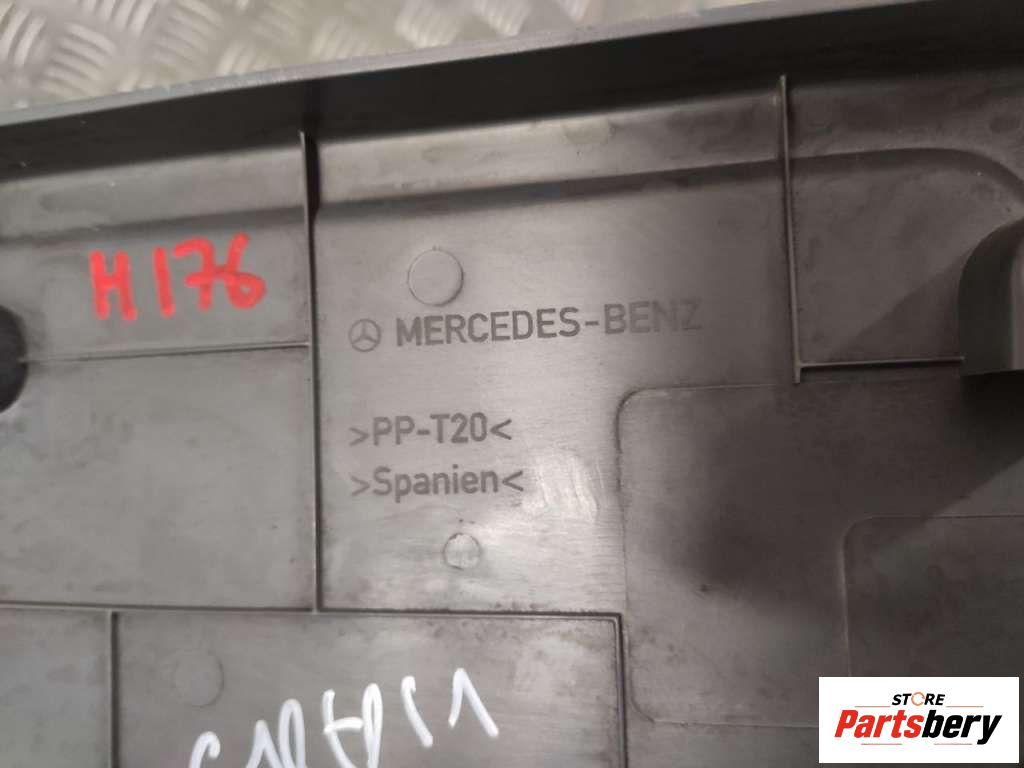 H176
MERCEDES-BENZ
>PP-T20<
>Spanien<
STORE
Partsbery